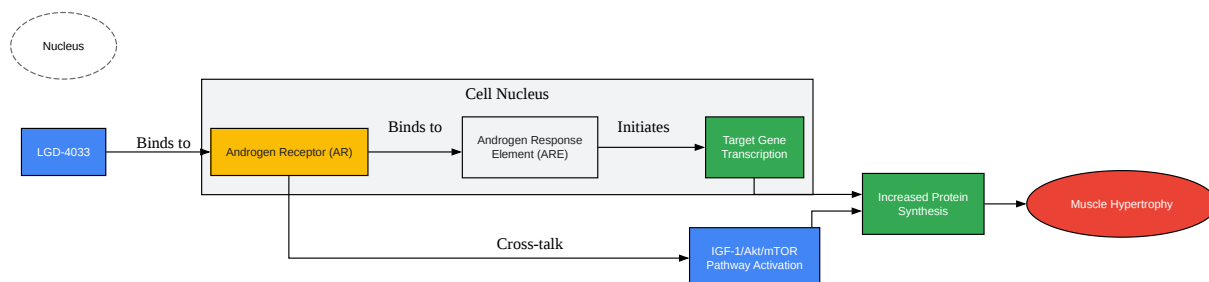 Nucleus
Cell Nucleus
LGD-4033
Binds to
Androgen Receptor (AR)
Binds to
Androgen Response
Element (ARE)
Initiates
Target Gene
Transcription
Increased Protein
Synthesis
Muscle Hypertrophy
Cross-talk
IGF-1/Akt/mTOR
Pathway Activation